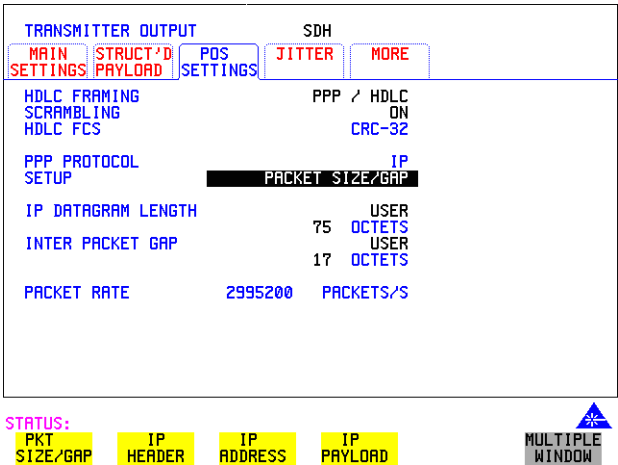 TRANSMITTER OUTPUT SDH
MAIN SETTINGS STRUCT'D PAYLOAD POS SETTINGS JITTER MORE
HDLC FRAMING PPP / HDLC
SCRAMBLING ON
HDLC FCS CRC-32
PPP PROTOCOL IP
SETUP PACKET SIZE/GAP
IP DATAGRAM LENGTH USER
75 OCTETS
INTER PACKET GAP USER
17 OCTETS
PACKET RATE 2995200 PACKETS/S
STATUS:
PKT SIZE/GAP IP HEADER IP ADDRESS IP PAYLOAD MULTIPLE WINDOW